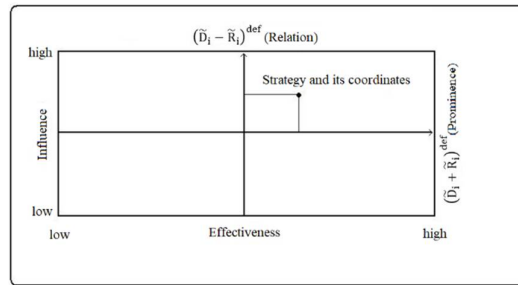 (D̃ᵢ − R̃ᵢ)ᵈᵉᶠ (Relation)
high
Strategy and its coordinates
Influence
(D̃ᵢ + R̃ᵢ)ᵈᵉᶠ (Prominence)
low
low
Effectiveness
high